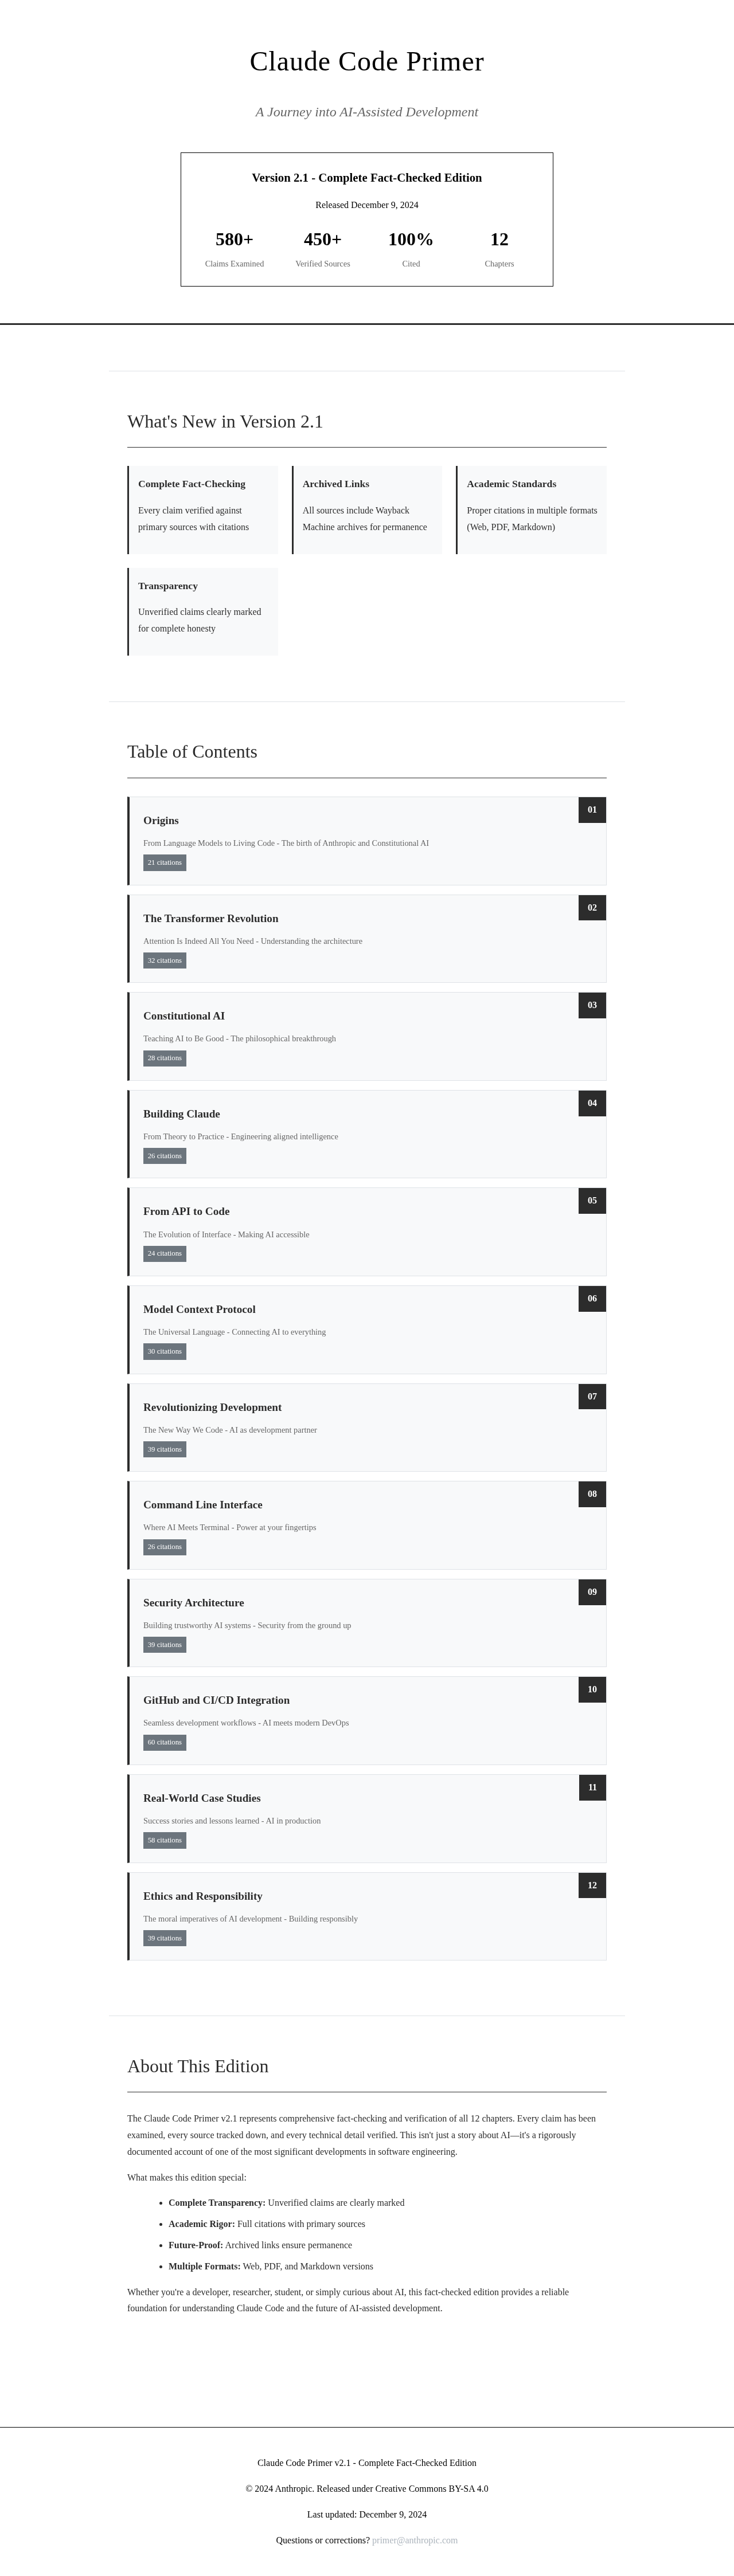 Claude Code Primer
A Journey into AI-Assisted Development
Version 2.1 - Complete Fact-Checked Edition
Released December 9, 2024
580+
Claims Examined
450+
Verified Sources
100%
Cited
12
Chapters
What's New in Version 2.1
Complete Fact-Checking
Every claim verified against
primary sources with citations
Archived Links
All sources include Wayback
Machine archives for permanence
Academic Standards
Proper citations in multiple formats
(Web, PDF, Markdown)
Transparency
Unverified claims clearly marked
for complete honesty
Table of Contents
01
Origins
From Language Models to Living Code - The birth of Anthropic and Constitutional AI
21 citations
02
The Transformer Revolution
Attention Is Indeed All You Need - Understanding the architecture
32 citations
03
Constitutional AI
Teaching AI to Be Good - The philosophical breakthrough
28 citations
04
Building Claude
From Theory to Practice - Engineering aligned intelligence
26 citations
05
From API to Code
The Evolution of Interface - Making AI accessible
24 citations
06
Model Context Protocol
The Universal Language - Connecting AI to everything
30 citations
07
Revolutionizing Development
The New Way We Code - AI as development partner
39 citations
08
Command Line Interface
Where AI Meets Terminal - Power at your fingertips
26 citations
09
Security Architecture
Building trustworthy AI systems - Security from the ground up
39 citations
10
GitHub and CI/CD Integration
Seamless development workflows - AI meets modern DevOps
60 citations
11
Real-World Case Studies
Success stories and lessons learned - AI in production
58 citations
12
Ethics and Responsibility
The moral imperatives of AI development - Building responsibly
39 citations
About This Edition
The Claude Code Primer v2.1 represents comprehensive fact-checking and verification of all 12 chapters. Every claim has been
examined, every source tracked down, and every technical detail verified. This isn't just a story about AI—it's a rigorously
documented account of one of the most significant developments in software engineering.
What makes this edition special:
• Complete Transparency: Unverified claims are clearly marked
• Academic Rigor: Full citations with primary sources
• Future-Proof: Archived links ensure permanence
• Multiple Formats: Web, PDF, and Markdown versions
Whether you're a developer, researcher, student, or simply curious about AI, this fact-checked edition provides a reliable
foundation for understanding Claude Code and the future of AI-assisted development.
Claude Code Primer v2.1 - Complete Fact-Checked Edition
© 2024 Anthropic. Released under Creative Commons BY-SA 4.0
Last updated: December 9, 2024
Questions or corrections? primer@anthropic.com